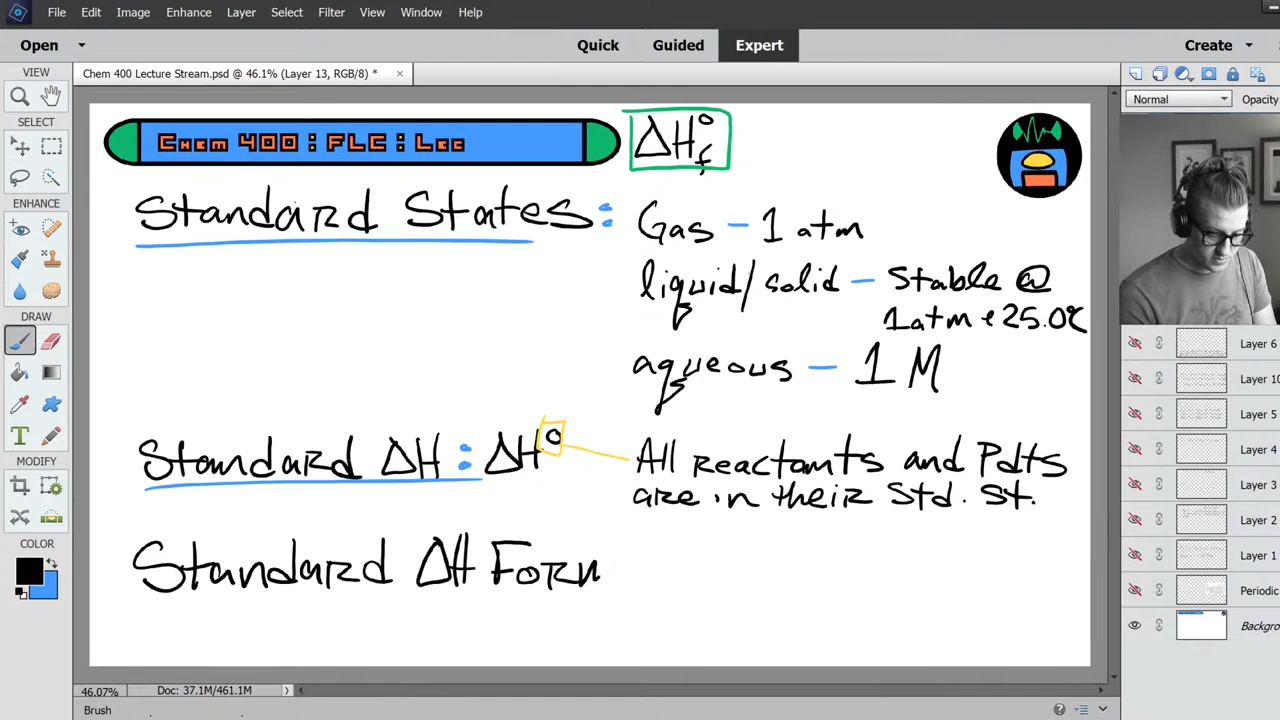 File Edit Image Enhance Layer Select Filter View Window Help
Open Quick Guided Expert Create
Chem 400 Lecture Stream.psd @ 46.1% (Layer 13, RGB/8) * ×
VIEW
SELECT
ENHANCE
DRAW
MODIFY
COLOR
Normal Opacity
Chem 400 : FLC : Lec
ΔH°f
Standard States:
Gas – 1 atm
liquid/solid – Stable @
1atm & 25.0°C
aqueous – 1 M
Standard ΔH : ΔH°
All reactants and Pdts
are in their Std. St.
Standard ΔH Form
Layer 6
Layer 10
Layer 5
Layer 4
Layer 3
Layer 2
Layer 1
Periodic
Backgro
46.07% Doc: 37.1M/461.1M
Brush